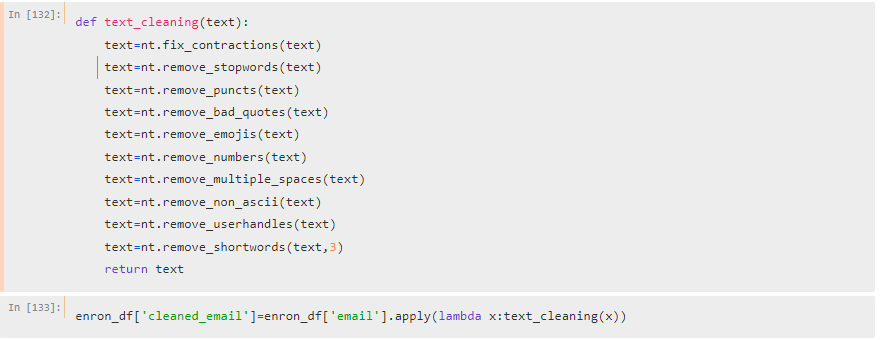 In [132]:
def text_cleaning(text):
    text=nt.fix_contractions(text)
    text=nt.remove_stopwords(text)
    text=nt.remove_puncts(text)
    text=nt.remove_bad_quotes(text)
    text=nt.remove_emojis(text)
    text=nt.remove_numbers(text)
    text=nt.remove_multiple_spaces(text)
    text=nt.remove_non_ascii(text)
    text=nt.remove_userhandles(text)
    text=nt.remove_shortwords(text,3)
    return text
In [133]:
enron_df['cleaned_email']=enron_df['email'].apply(lambda x:text_cleaning(x))